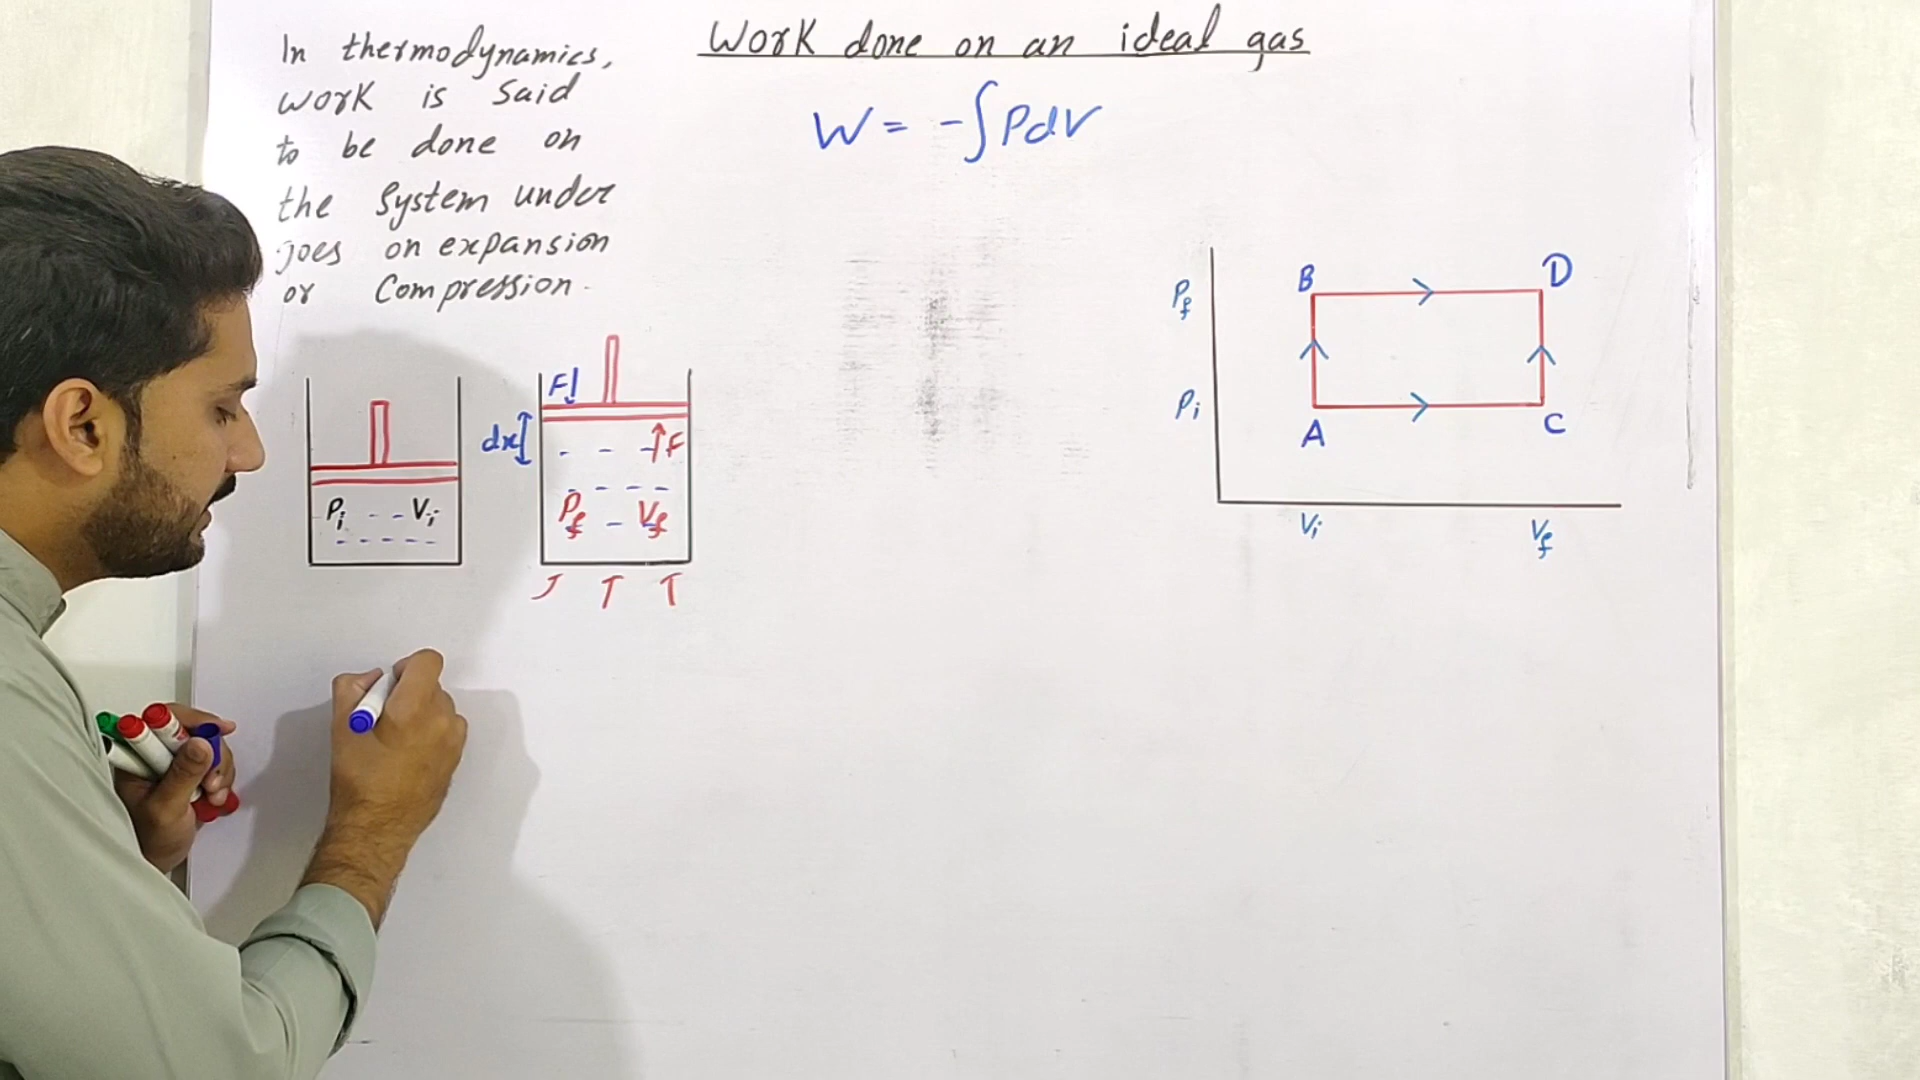 Work done on an ideal gas
W = -∫PdV
In thermodynamics,
work is said
to be done on
the system under
goes on expansion
or compression.
Pi Vi
F
dx
F
Pf Vf
T T T
Pf
Pi
B D
A C
Vi Vf